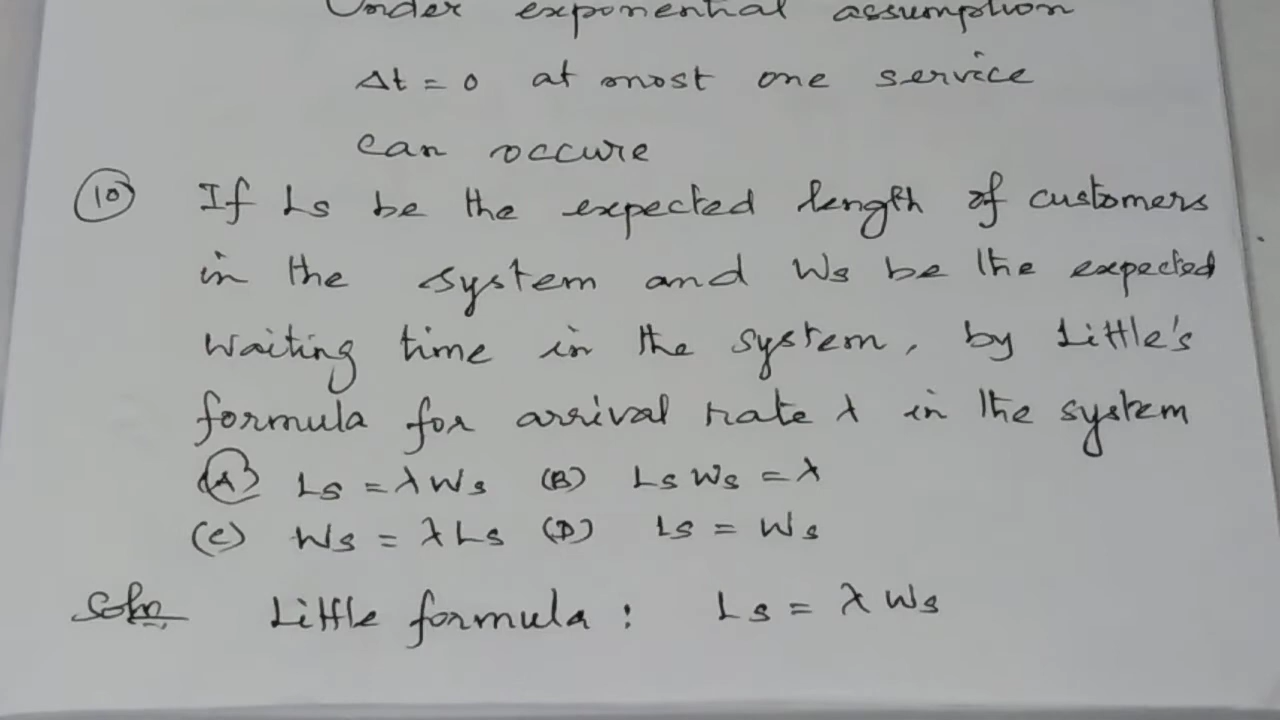 Under exponential assumption
Δt = 0 at most one service
can occure
(10) If Ls be the expected length of customers
in the system and Ws be the expected
waiting time in the system, by Little's
formula for arrival rate λ in the system
(A) Ls = λWs (B) LsWs = λ
(C) Ws = λLs (D) Ls = Ws
Soln Little formula : Ls = λWs